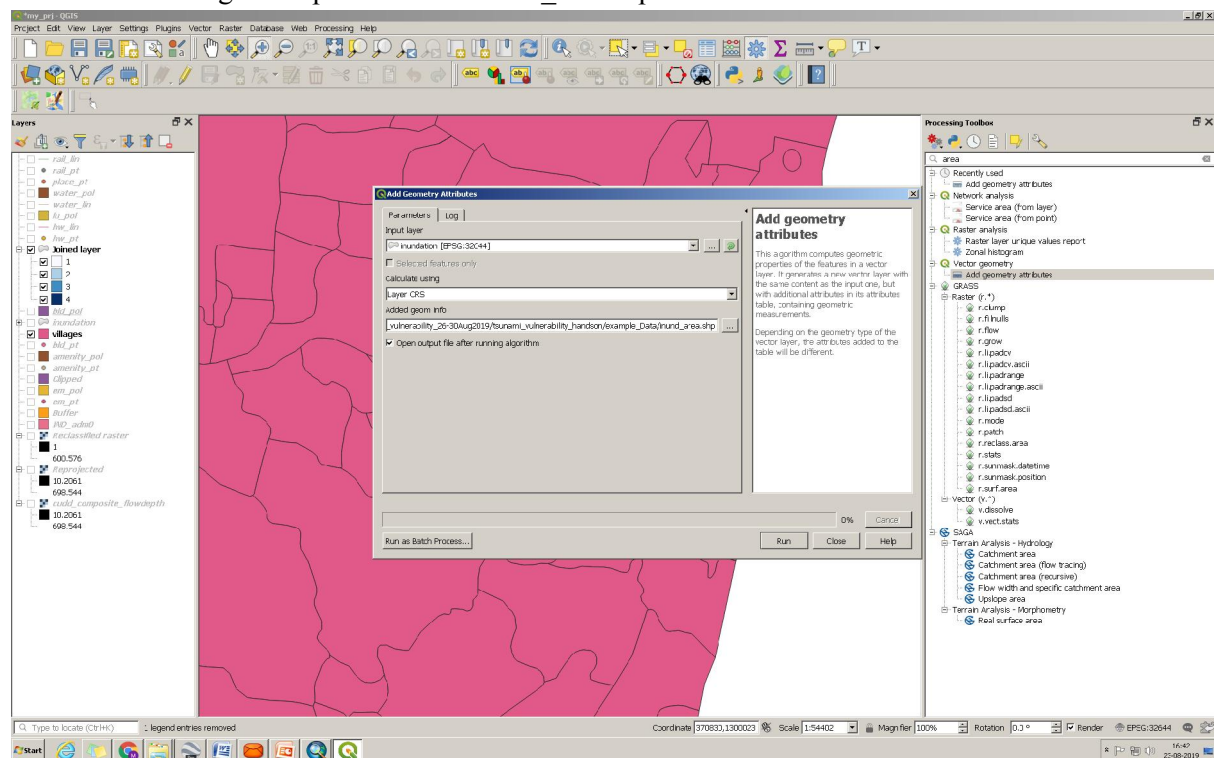 *my_prj - QGIS
Project Edit View Layer Settings Plugins Vector Raster Database Web Processing Help
Layers
rail_lin
rail_pt
place_pt
water_pol
water_lin
lu_pol
hw_lin
hw_pt
Joined layer
1
2
3
4
bld_pol
inundation
villages
bld_pt
amenity_pol
amenity_pt
Clipped
em_pol
em_pt
Buffer
IND_adm0
Reclassified raster
1
600.576
Reprojected
10.2061
698.544
cudd_composite_flowdepth
10.2061
698.544
Add Geometry Attributes
Parameters Log
Input layer
inundation [EPSG:32644]
Selected features only
Calculate using
Layer CRS
Added geom info
_vulnerability_26-30Aug2019/tsunami_vulnerability_handson/example_Data/inund_area.shp
Open output file after running algorithm
Add geometry
attributes
This algorithm computes geometric
properties of the features in a vector
layer. It generates a new vector layer with
the same content as the input one, but
with additional attributes in its attributes
table, containing geometric
measurements.
Depending on the geometry type of the
vector layer, the attributes added to the
table will be different.
0% Cancel
Run as Batch Process... Run Close Help
Processing Toolbox
area
Recently used
Add geometry attributes
Network analysis
Service area (from layer)
Service area (from point)
Raster analysis
Raster layer unique values report
Zonal histogram
Vector geometry
Add geometry attributes
GRASS
Raster (r.*)
r.clump
r.fillnulls
r.flow
r.grow
r.li.padcv
r.li.padcv.ascii
r.li.padrange
r.li.padrange.ascii
r.li.padsd
r.li.padsd.ascii
r.mode
r.patch
r.reclass.area
r.stats
r.sunmask.datetime
r.sunmask.position
r.surf.area
Vector (v.*)
v.dissolve
v.vect.stats
SAGA
Terrain Analysis - Hydrology
Catchment area
Catchment area (flow tracing)
Catchment area (recursive)
Flow width and specific catchment area
Upslope area
Terrain Analysis - Morphometry
Real surface area
Type to locate (Ctrl+K) 1 legend entries removed Coordinate 370833,1300023 Scale 1:54402 Magnifier 100% Rotation 0.0 ° Render EPSG:32644
Start 16:42
23-08-2019